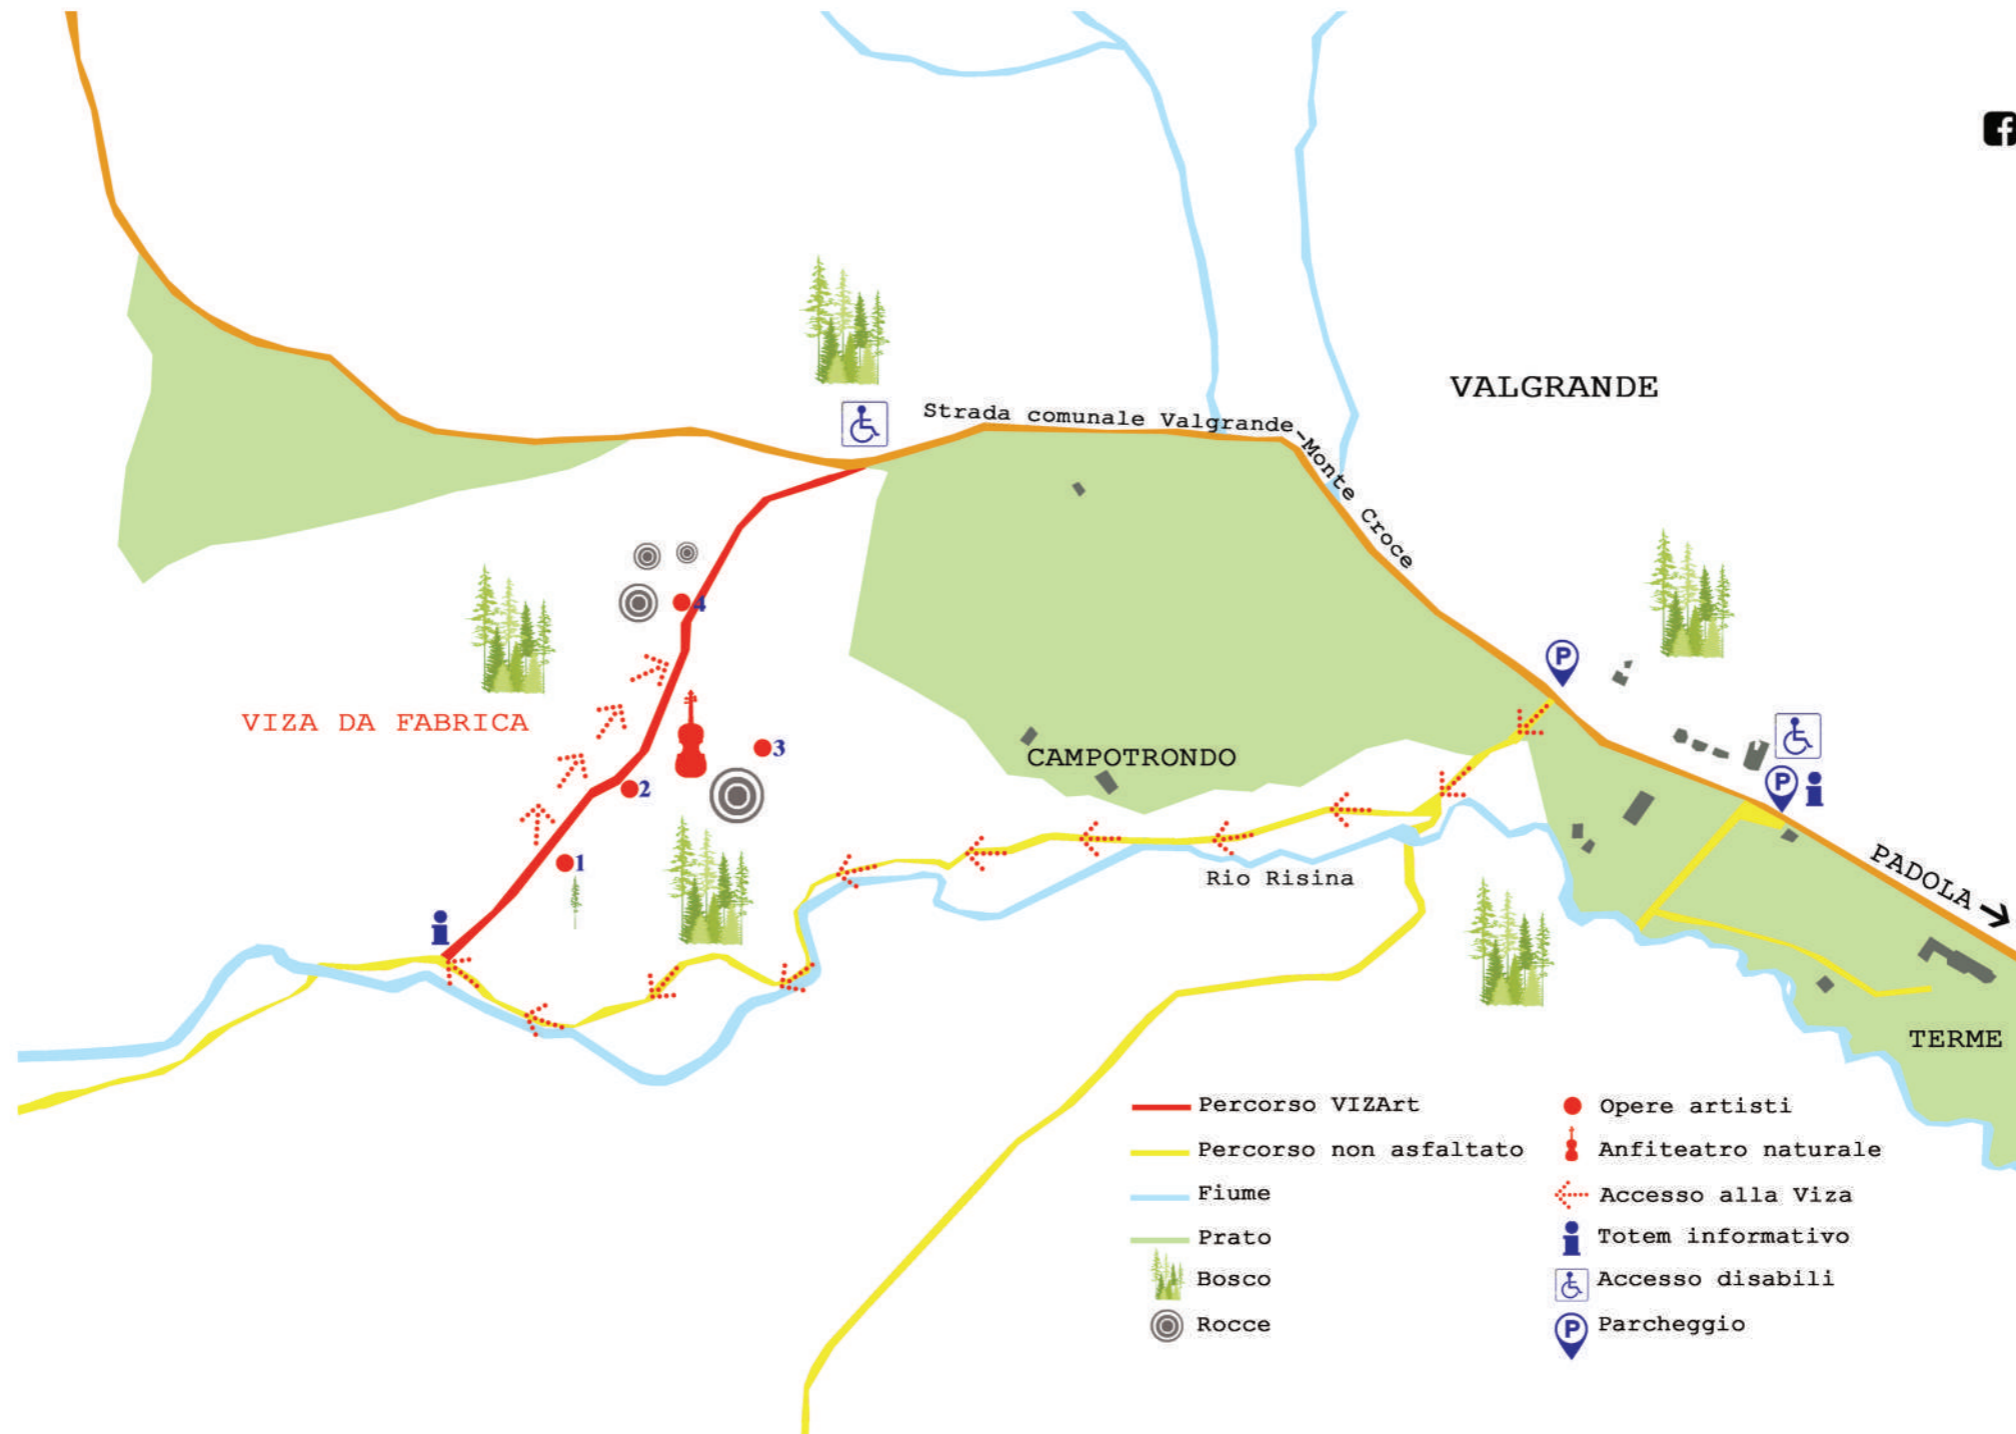 VALGRANDE
Strada comunale Valgrande-Monte Croce
P
VIZA DA FABRICA
4
3
2
1
CAMPOTRONDO
P
Rio Risina
PADOLA →
TERME
Percorso VIZArt
Percorso non asfaltato
Fiume
Prato
Bosco
Rocce
Opere artisti
Anfiteatro naturale
Accesso alla Viza
Totem informativo
Accesso disabili
P
Parcheggio